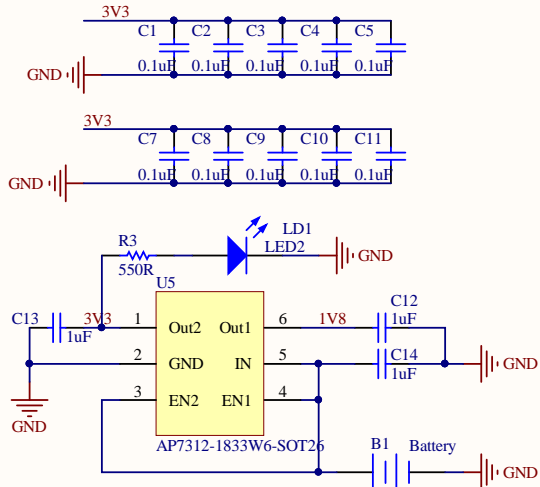 3V3
C1 C2 C3 C4 C5
0.1uF 0.1uF 0.1uF 0.1uF 0.1uF
GND
3V3
C7 C8 C9 C10 C11
0.1uF 0.1uF 0.1uF 0.1uF 0.1uF
GND
LD1
R3 LED2
550R GND
U5
C13 3V3 1 Out2 Out1 6 1V8 C12
1uF 1uF
2 GND IN 5 C14 GND
1uF
3 EN2 EN1 4
GND
AP7312-1833W6-SOT26 B1 Battery
GND